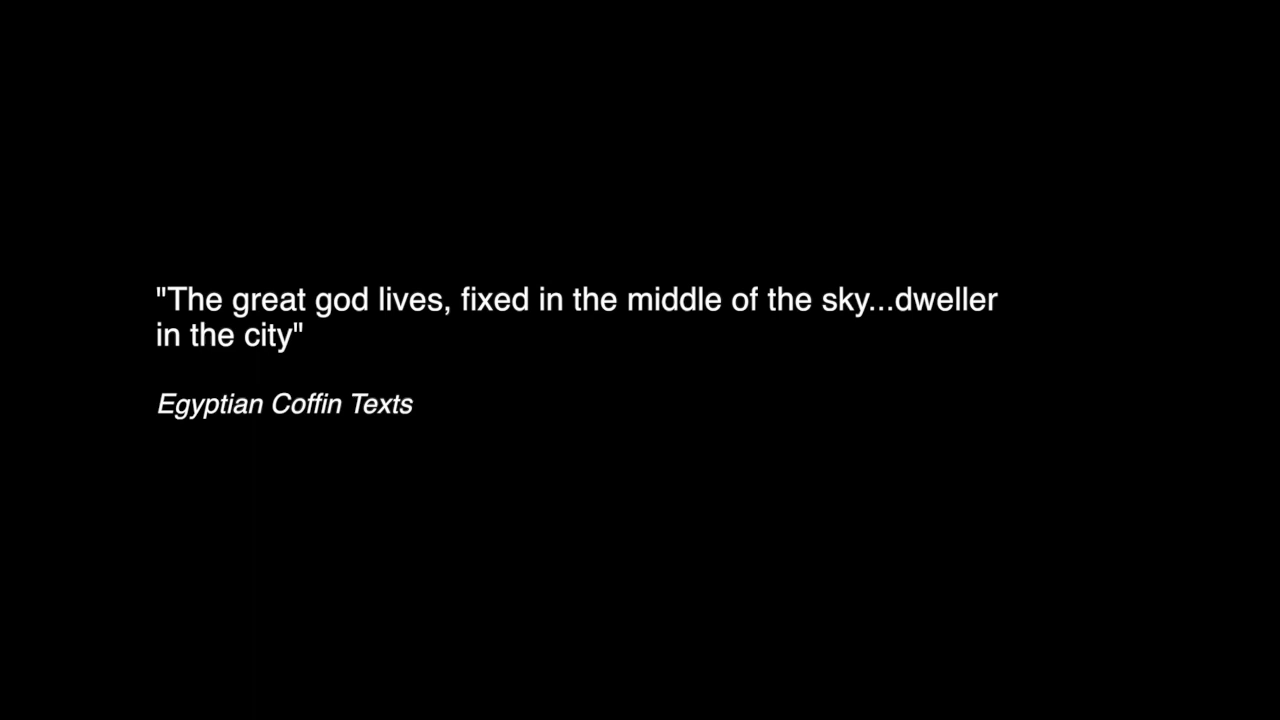 "The great god lives, fixed in the middle of the sky...dweller
in the city"
Egyptian Coffin Texts